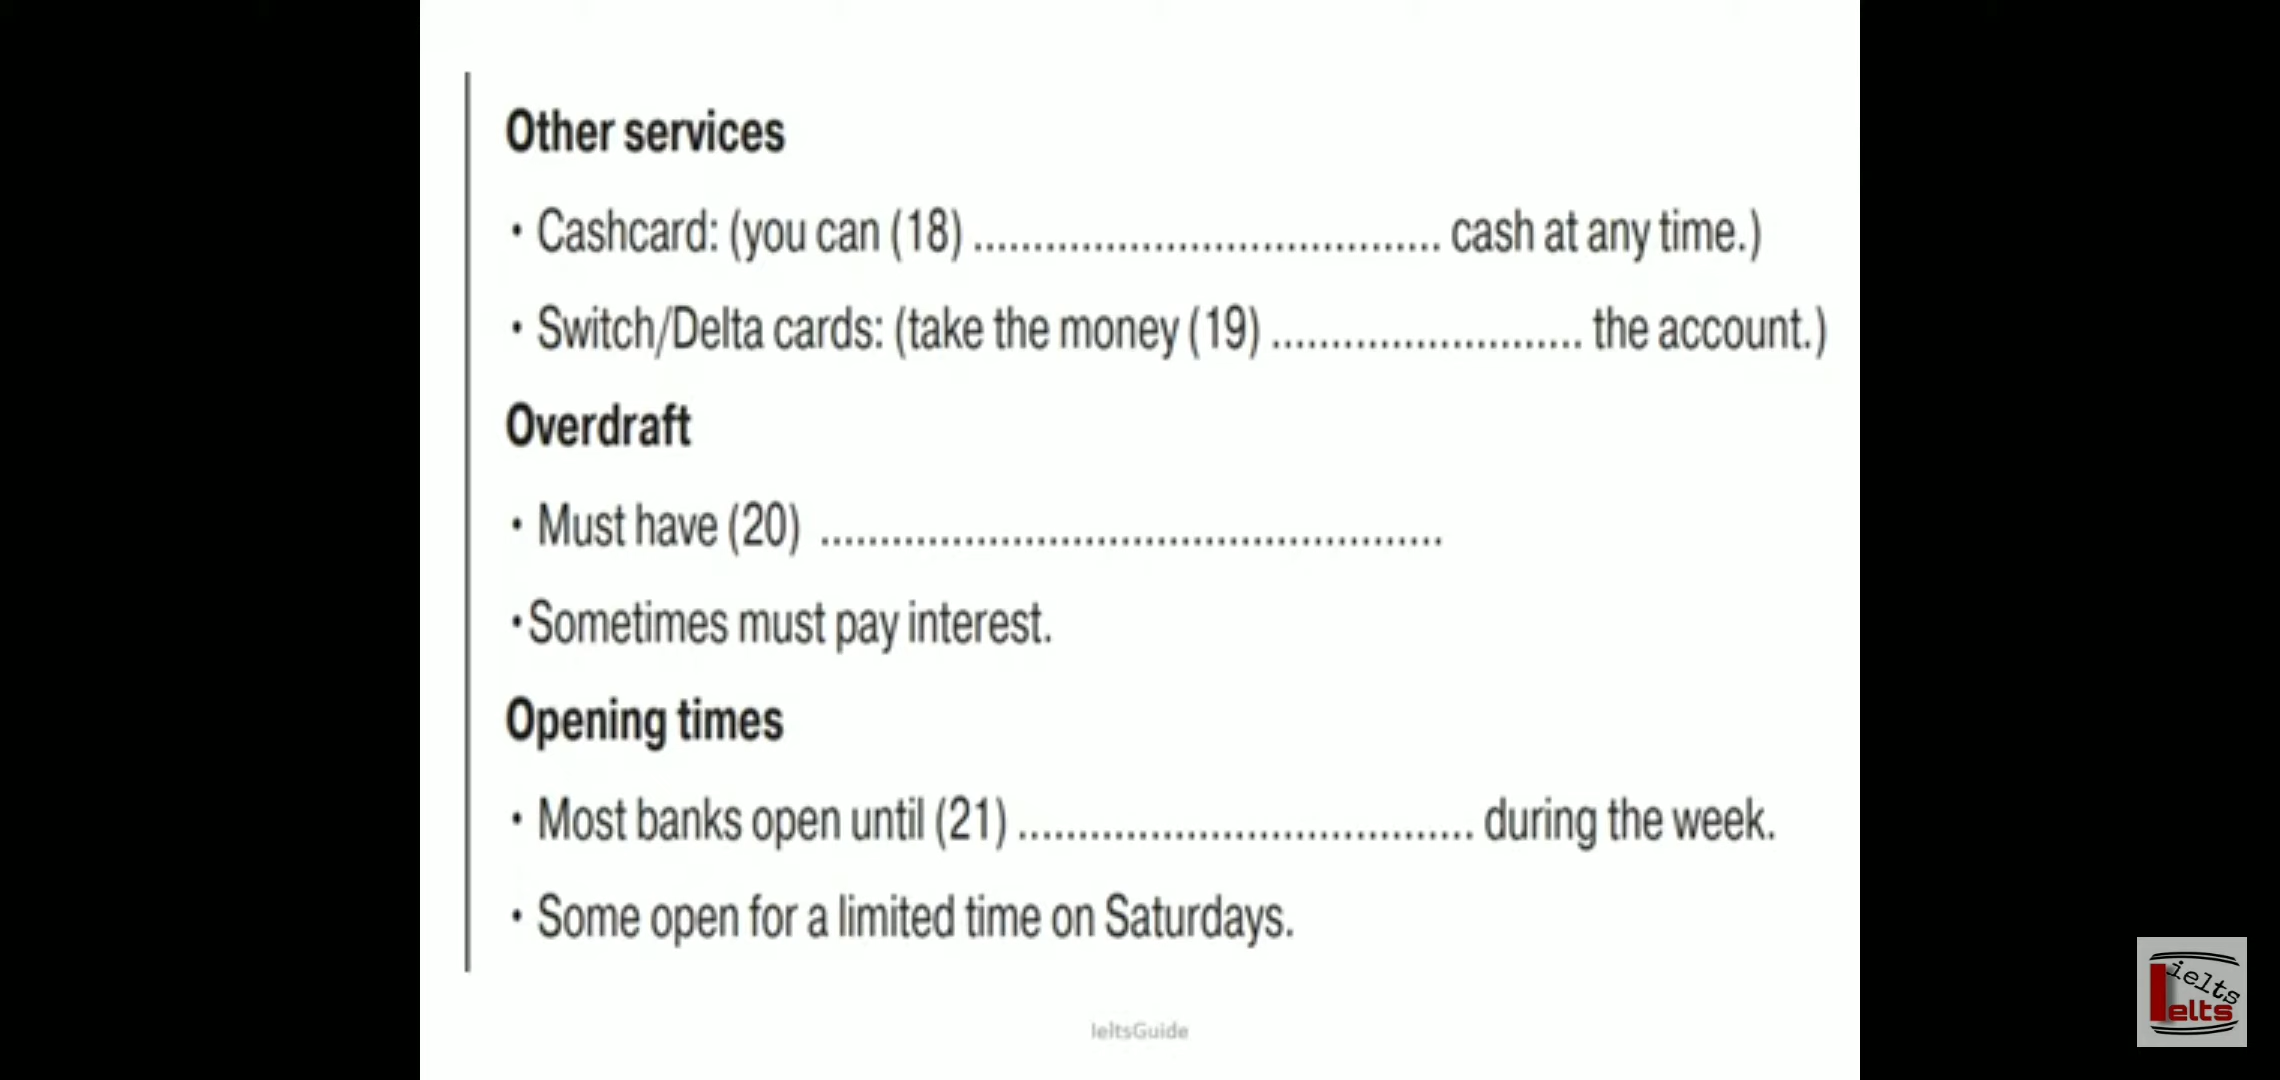 Other services
• Cashcard: (you can (18) ....................................... cash at any time.)
• Switch/Delta cards: (take the money (19) .......................... the account.)
Overdraft
• Must have (20) ....................................................
•Sometimes must pay interest.
Opening times
• Most banks open until (21) ...................................... during the week.
• Some open for a limited time on Saturdays.
IeltsGuide
ielts
Ielts